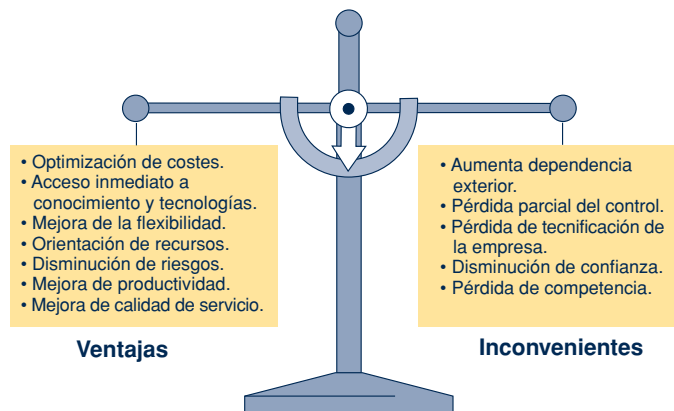 • Optimización de costes.
• Acceso inmediato a
conocimiento y tecnologías.
• Mejora de la flexibilidad.
• Orientación de recursos.
• Disminución de riesgos.
• Mejora de productividad.
• Mejora de calidad de servicio.
Ventajas
• Aumenta dependencia
exterior.
• Pérdida parcial del control.
• Pérdida de tecnificación de
la empresa.
• Disminución de confianza.
• Pérdida de competencia.
Inconvenientes